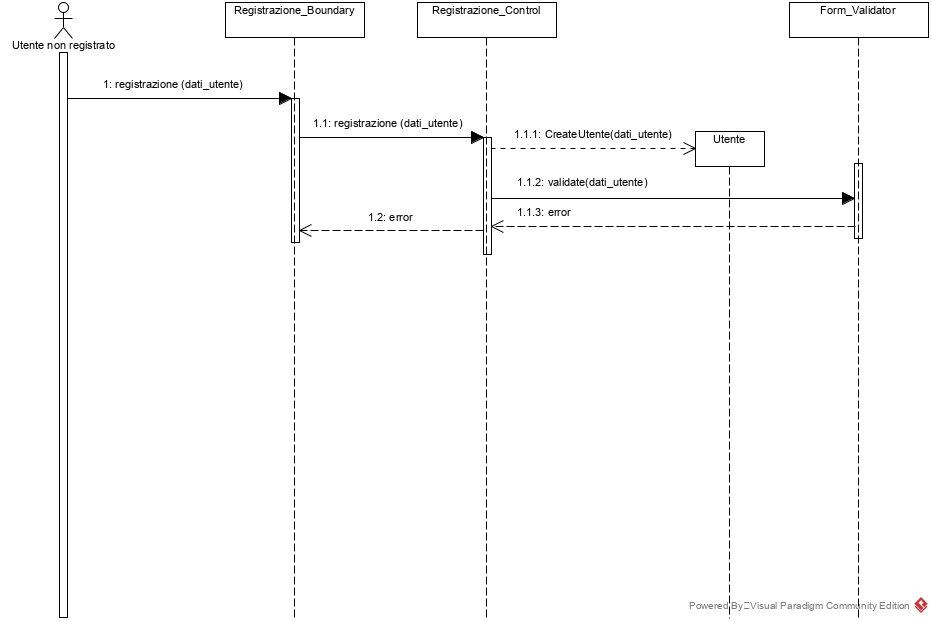 Registrazione_Boundary
Registrazione_Control
Form_Validator
Utente non registrato
1: registrazione (dati_utente)
1.1: registrazione (dati_utente)
1.1.1: CreateUtente(dati_utente)
Utente
1.1.2: validate(dati_utente)
1.2: error
1.1.3: error
Powered By Visual Paradigm Community Edition